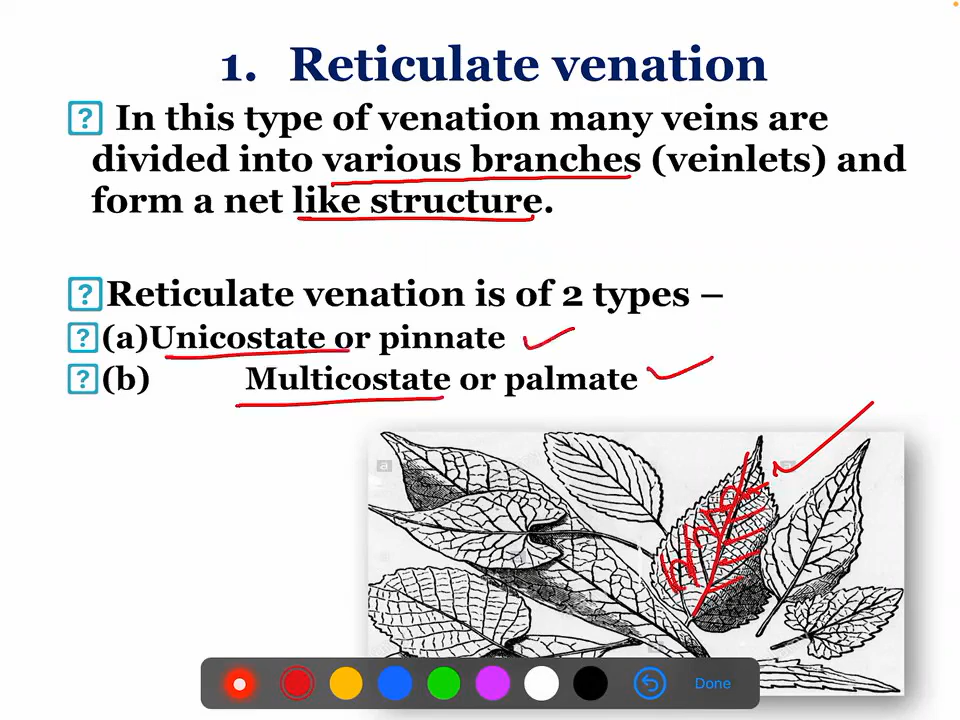 1. Reticulate venation
In this type of venation many veins are
divided into various branches (veinlets) and
form a net like structure.
Reticulate venation is of 2 types –
(a)Unicostate or pinnate
(b) Multicostate or palmate
a
Done